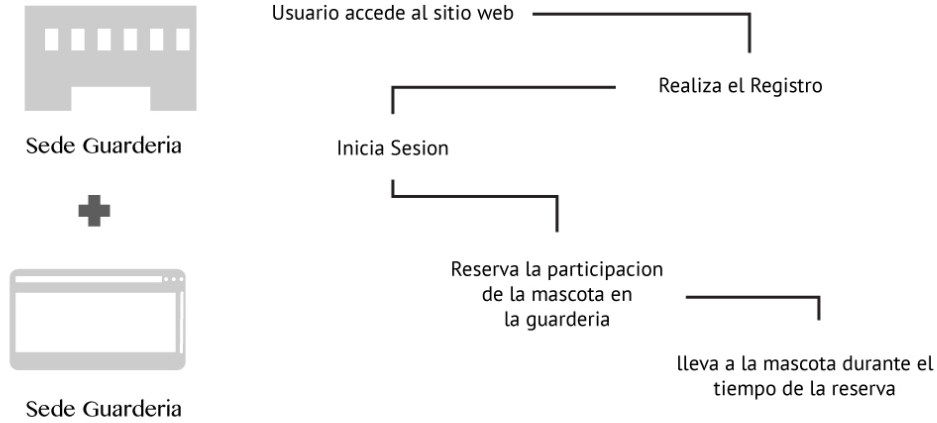 Usuario accede al sitio web
Realiza el Registro
Sede Guarderia
Inicia Sesion
Reserva la participacion
de la mascota en
la guarderia
lleva a la mascota durante el
tiempo de la reserva
Sede Guarderia